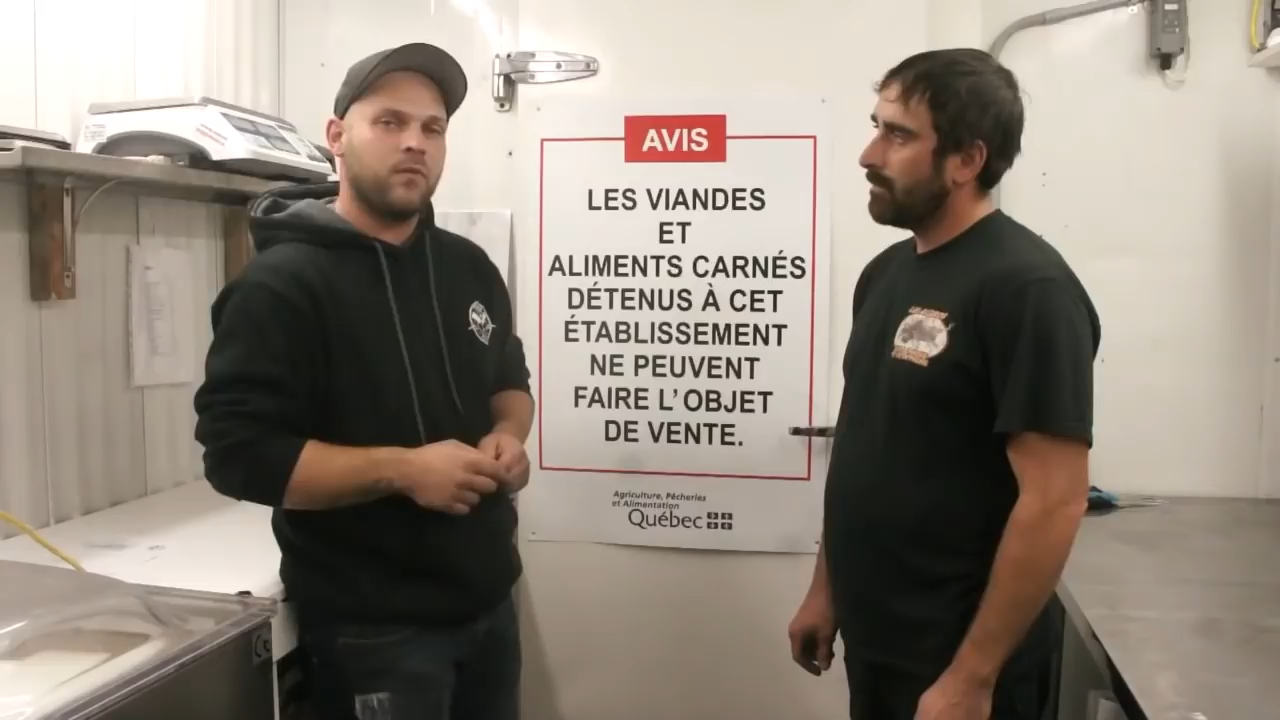 AVIS
LES VIANDES
ET
ALIMENTS CARNÉS
DÉTENUS À CET
ÉTABLISSEMENT
NE PEUVENT
FAIRE L'OBJET
DE VENTE.
Agriculture, Pêcheries
et Alimentation
Québec